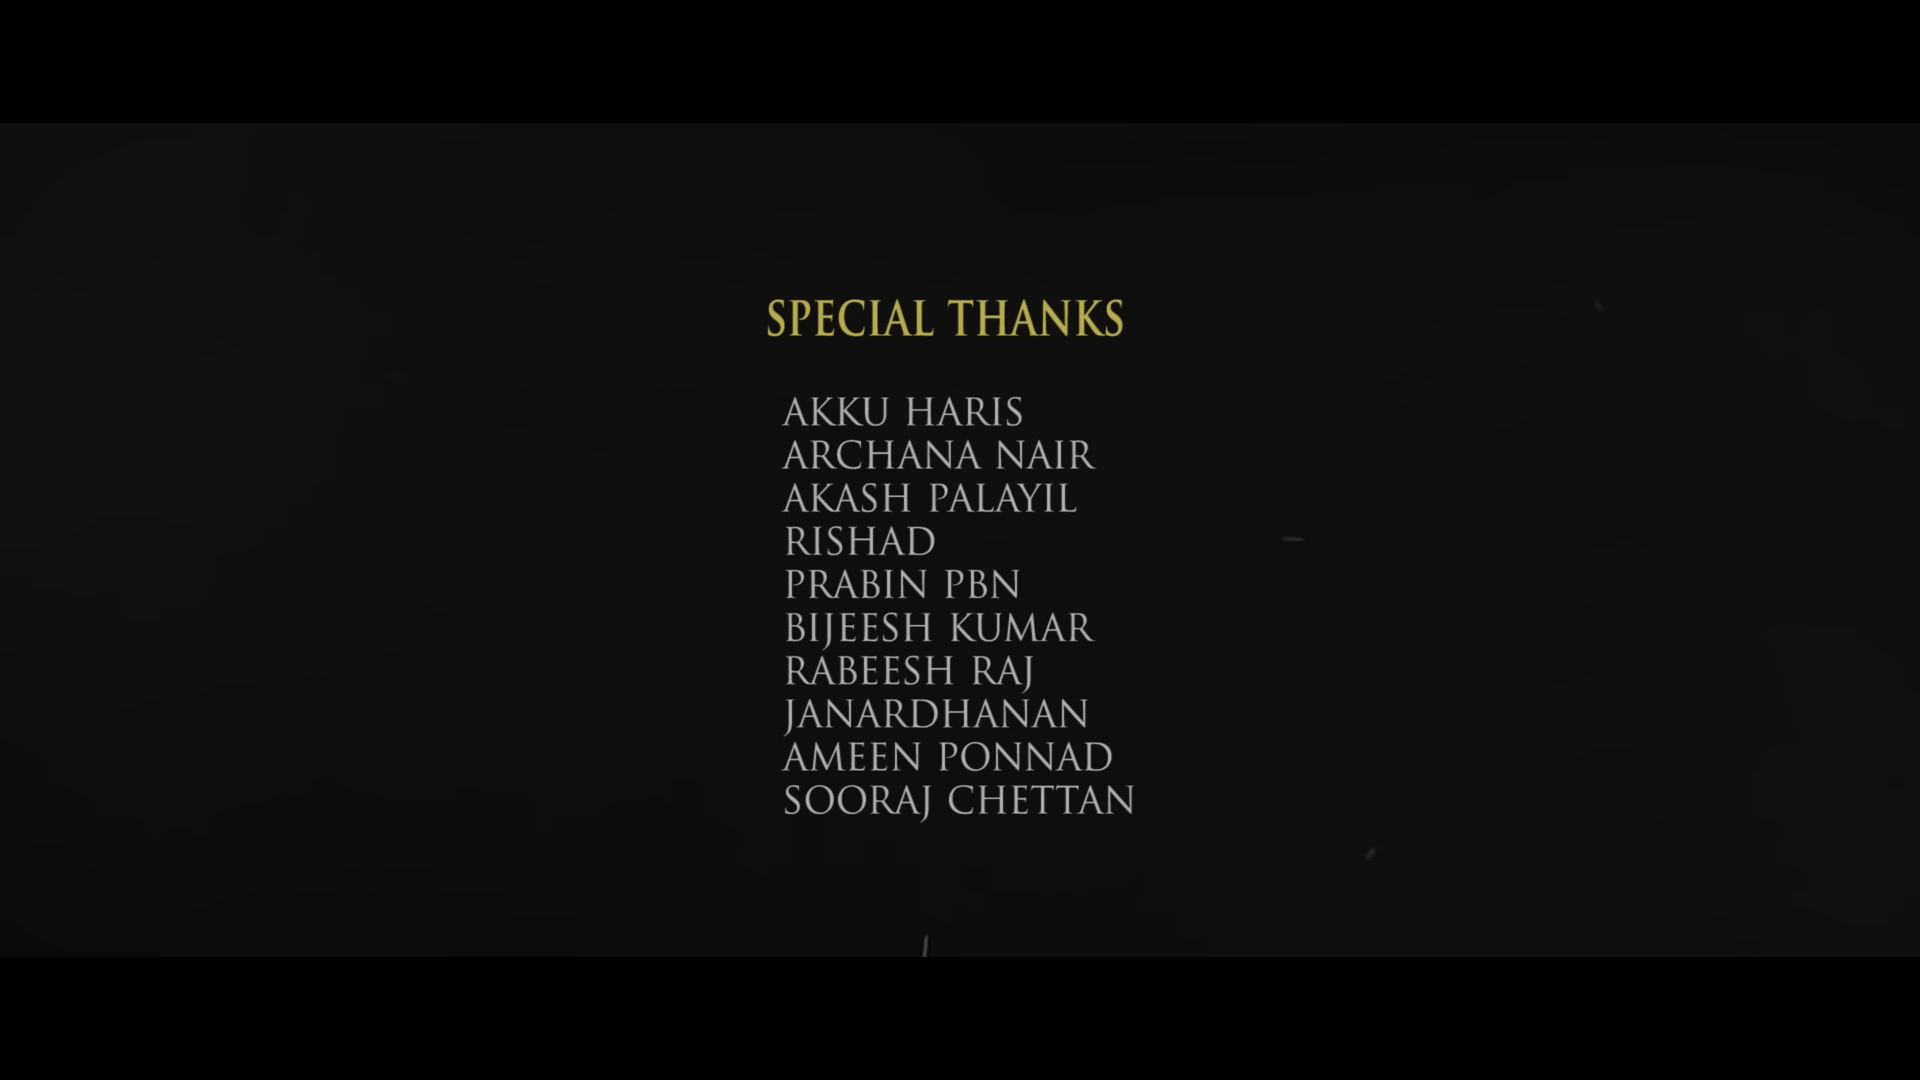 SPECIAL THANKS
AKKU HARIS
ARCHANA NAIR
AKASH PALAYIL
RISHAD
PRABIN PBN
BIJEESH KUMAR
RABEESH RAJ
JANARDHANAN
AMEEN PONNAD
SOORAJ CHETTAN